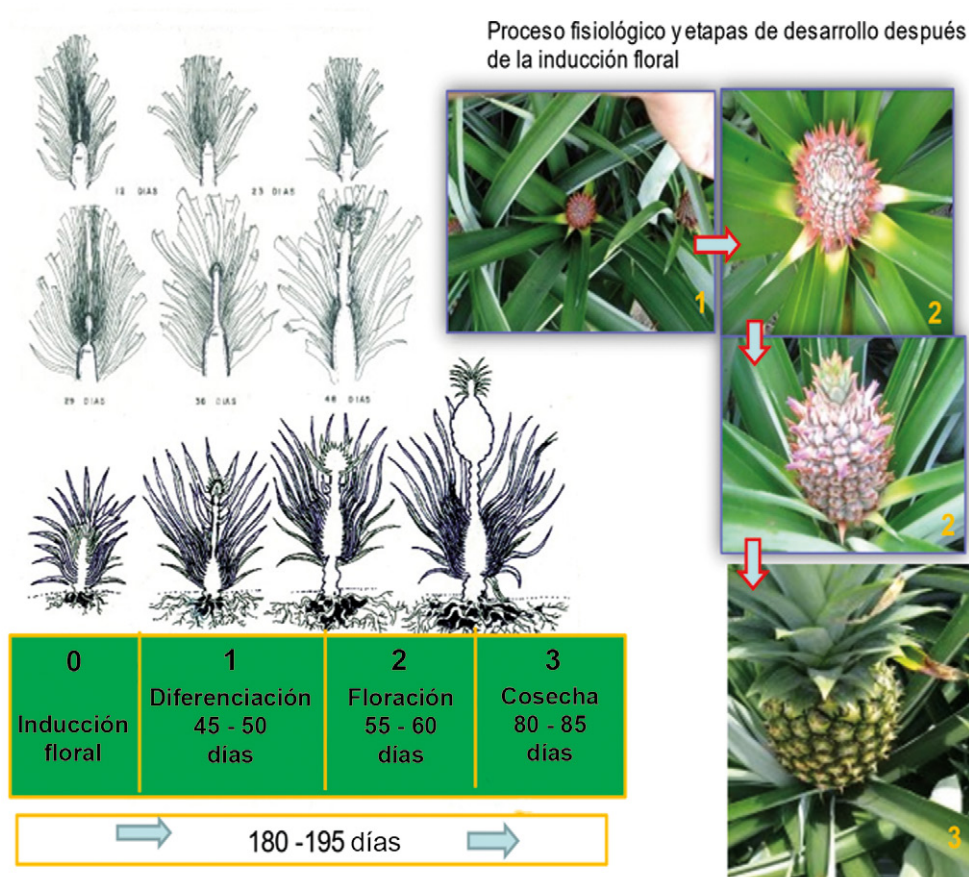 Proceso fisiológico y etapas de desarrollo después
de la inducción floral
12 DIAS
23 DIAS
1
2
29 DIAS
36 DIAS
48 DIAS
2
0
Inducción
floral
1
Diferenciación
45 - 50
días
2
Floración
55 - 60
días
3
Cosecha
80 - 85
días
180 -195 días
3